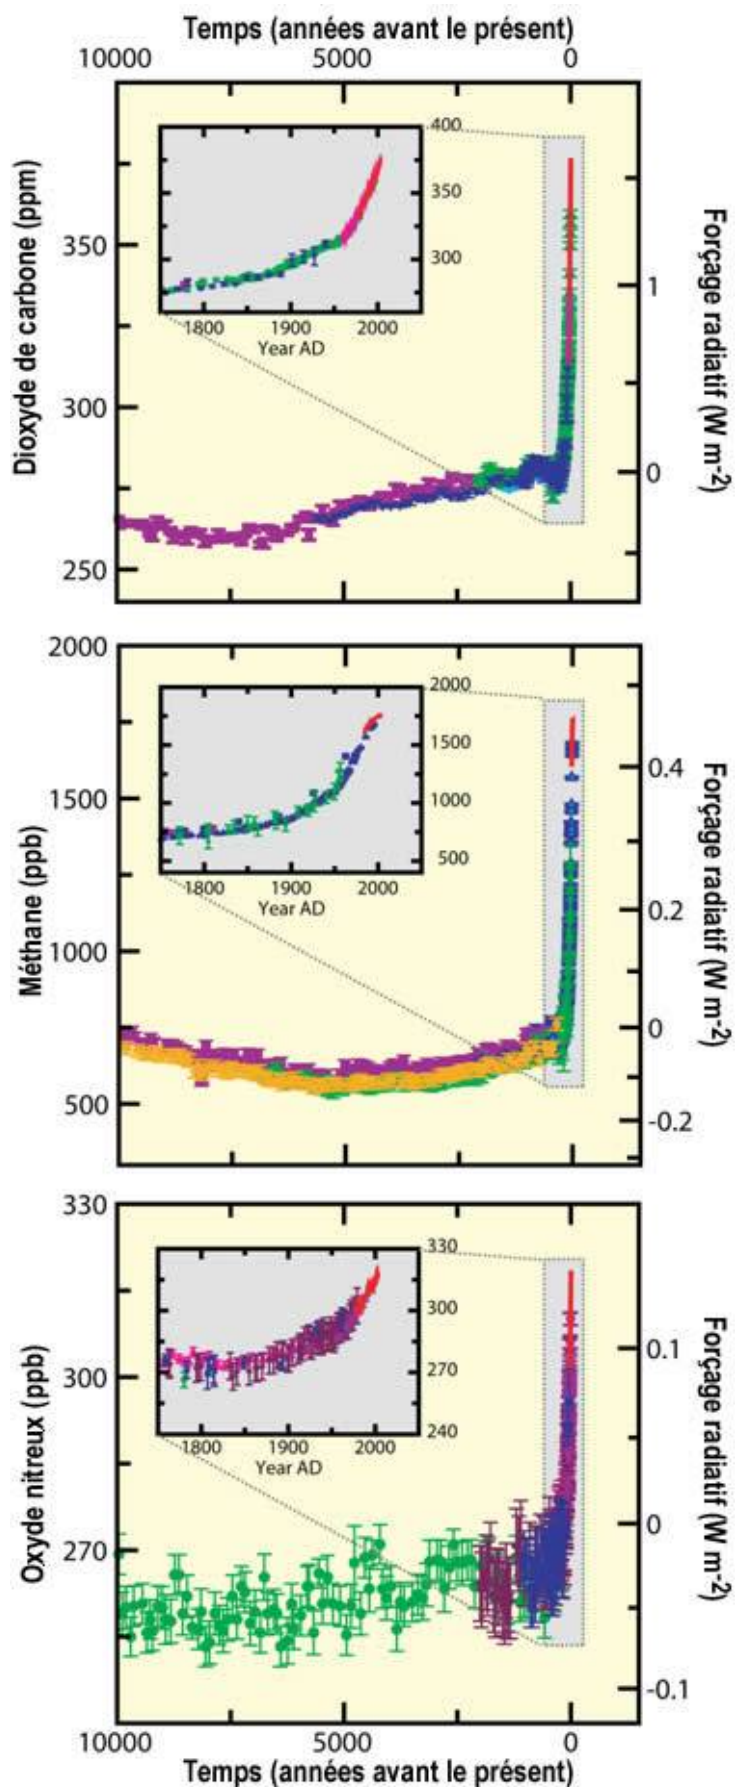 Temps (années avant le présent)
10000 5000 0
Dioxyde de carbone (ppm)
350
300
250
400
350
300
1800 1900 2000
Year AD
1
0
Forçage radiatif (W m-2)
Méthane (ppb)
2000
1500
1000
500
2000
1500
1000
500
1800 1900 2000
Year AD
0.4
0.2
0
-0.2
Forçage radiatif (W m-2)
Oxyde nitreux (ppb)
330
300
270
330
300
270
240
1800 1900 2000
Year AD
0.1
0
-0.1
Forçage radiatif (W m-2)
10000 5000 0
Temps (années avant le présent)